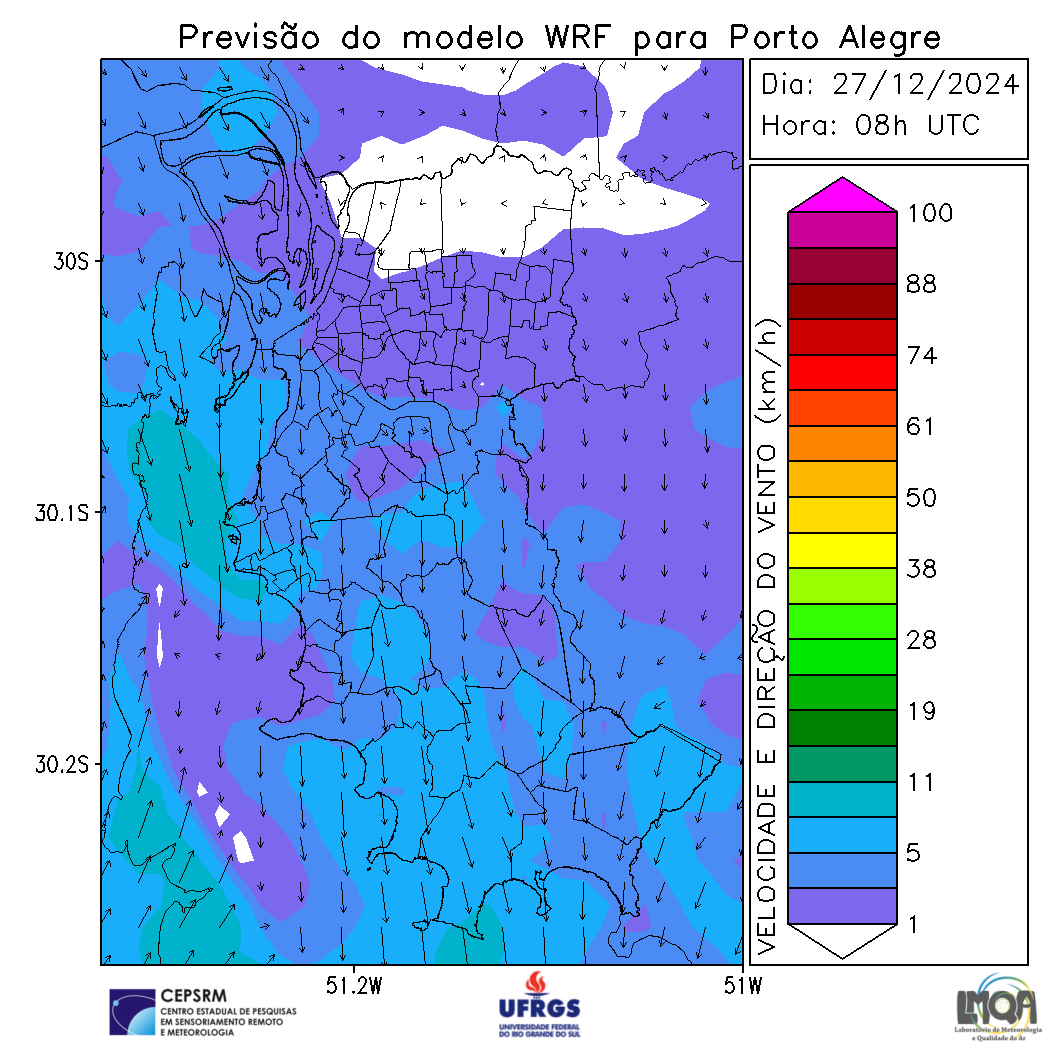 Previsão do modelo WRF para Porto Alegre
Dia: 27/12/2024
Hora: 08h UTC
30S
30.1S
30.2S
51.2W
51W
VELOCIDADE E DIREÇÃO DO VENTO (km/h)
100
88
74
61
50
38
28
19
11
5
1
CEPSRM
CENTRO ESTADUAL DE PESQUISAS
EM SENSORIAMENTO REMOTO
E METEOROLOGIA
UFRGS
UNIVERSIDADE FEDERAL
DO RIO GRANDE DO SUL
LMQA
Laboratório de Meteorologia
e Qualidade do Ar